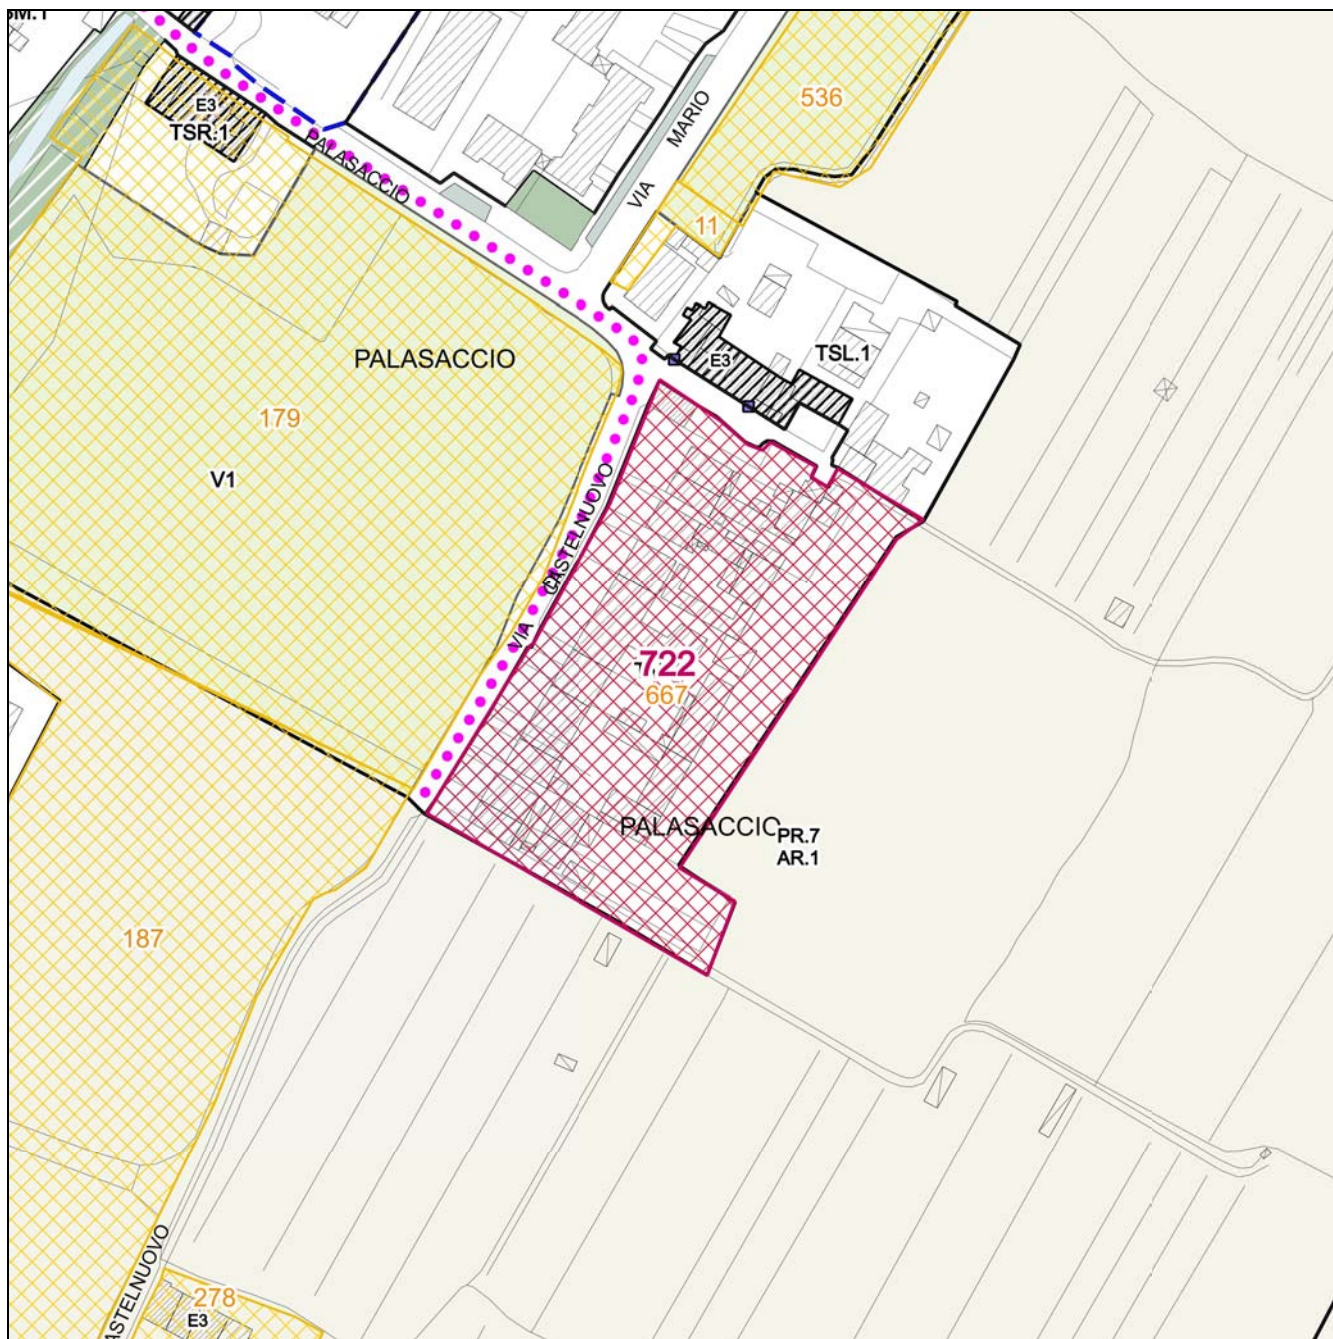 E3
TSR.1
PALASACCIO
VIA MARIO
536
11
PALASACCIO
E3
TSL.1
179
V1
VIA CASTELNUOVO
722
667
PALASACCIO
PR.7
AR.1
187
278
E3